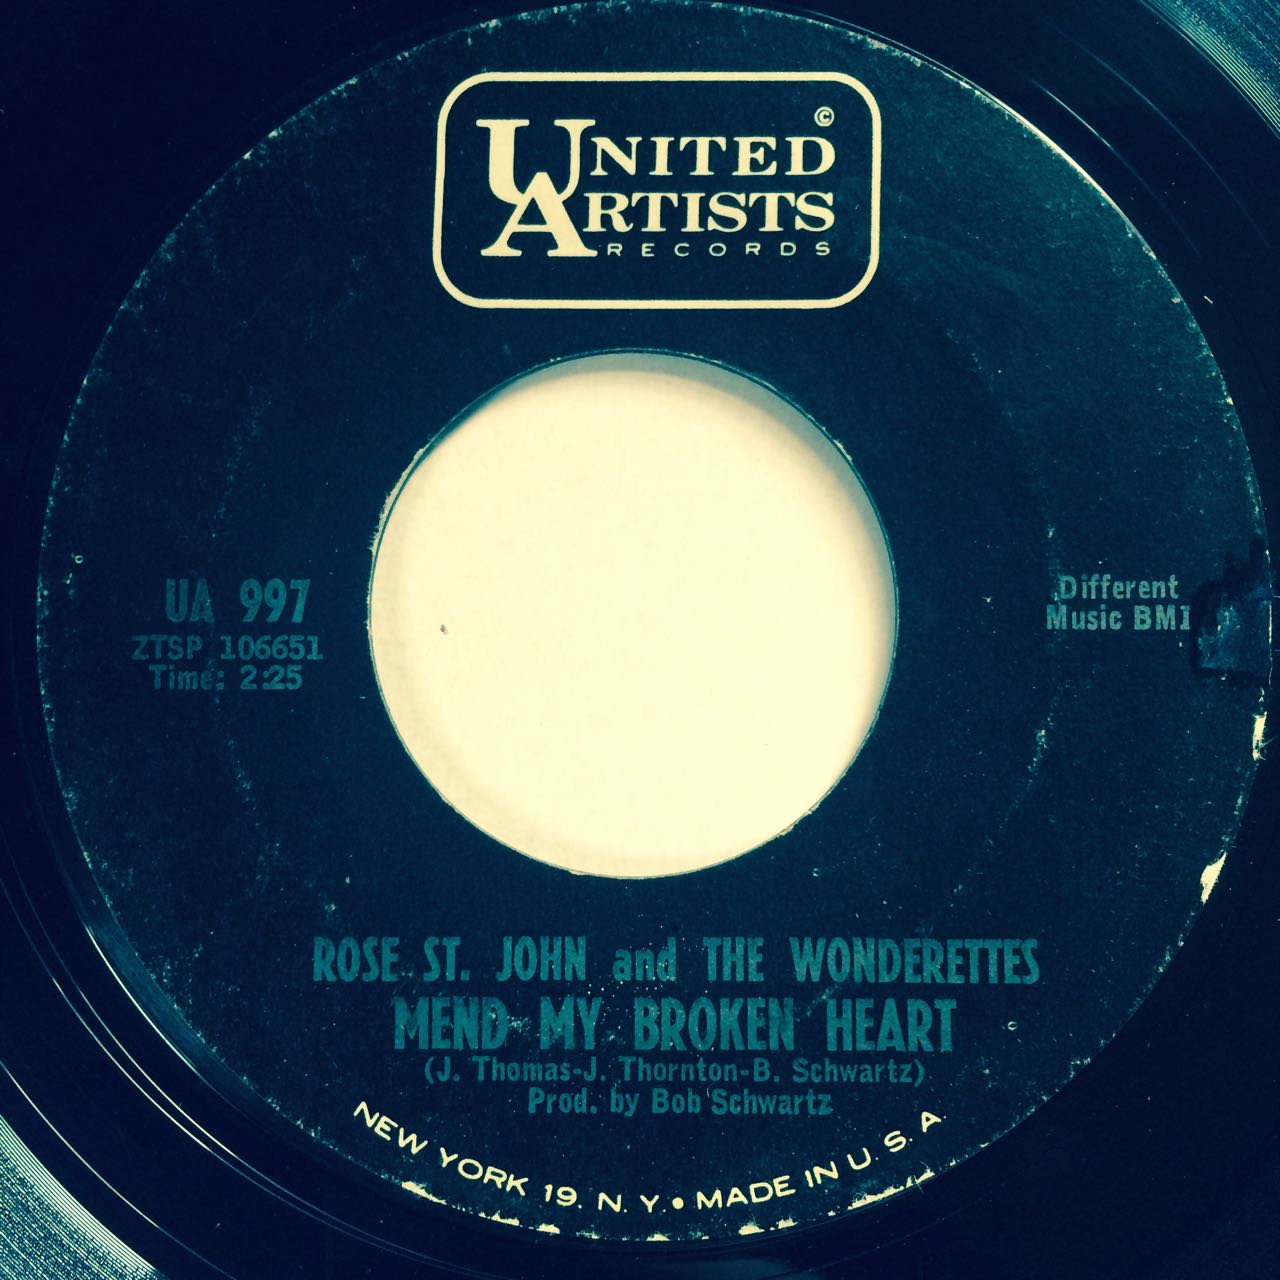 ©
UNITED
ARTISTS
RECORDS
UA 997
ZTSP 106651
Time: 2:25
Different
Music BMI
ROSE ST. JOHN and THE WONDERETTES
MEND MY BROKEN HEART
(J. Thomas-J. Thornton-B. Schwartz)
Prod. by Bob Schwartz
NEW YORK 19. N. Y. • MADE IN U. S. A